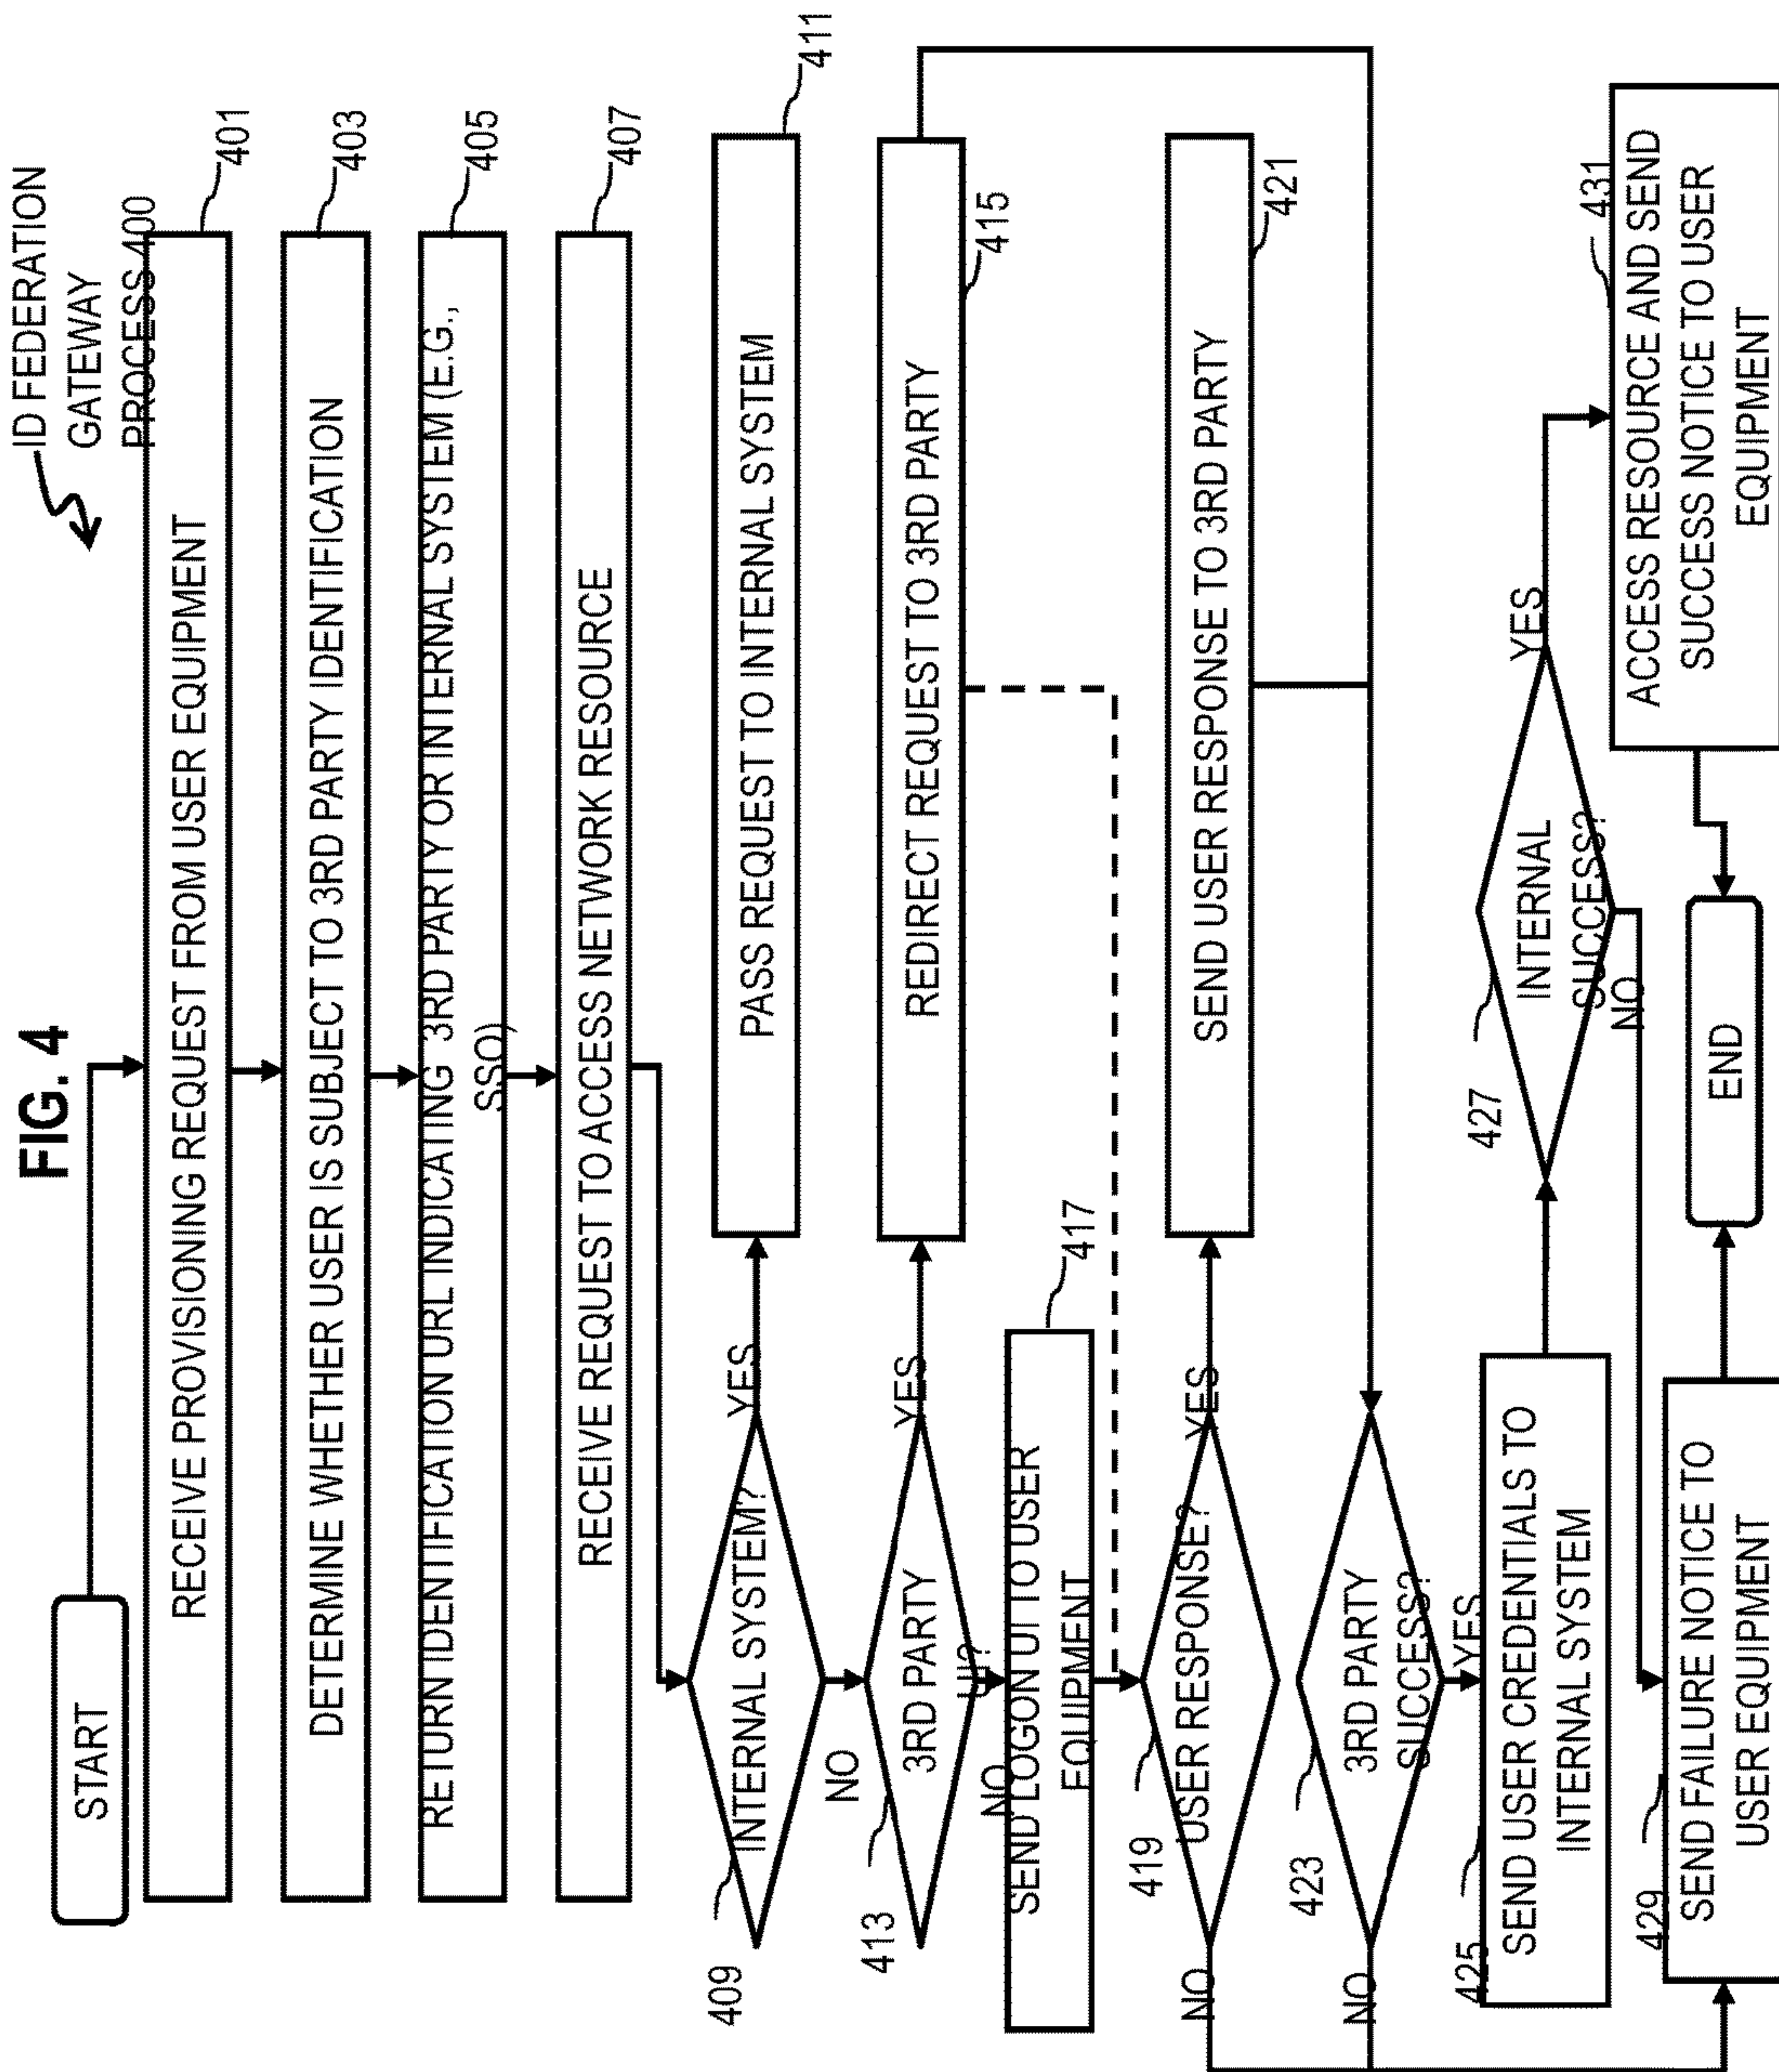 FIG. 4
ID FEDERATION
GATEWAY
PROCESS 400
START
RECEIVE PROVISIONING REQUEST FROM USER EQUIPMENT
401
DETERMINE WHETHER USER IS SUBJECT TO 3RD PARTY IDENTIFICATION
403
RETURN IDENTIFICATION URL INDICATING 3RD PARTY OR INTERNAL SYSTEM (E.G.,
SSO)
405
RECEIVE REQUEST TO ACCESS NETWORK RESOURCE
407
409
INTERNAL SYSTEM?
YES
NO
PASS REQUEST TO INTERNAL SYSTEM
411
413
3RD PARTY
UI?
YES
NO
REDIRECT REQUEST TO 3RD PARTY
415
SEND LOGON UI TO USER
EQUIPMENT
417
419
USER RESPONSE?
YES
NO
SEND USER RESPONSE TO 3RD PARTY
421
423
3RD PARTY
SUCCESS?
YES
NO
425
SEND USER CREDENTIALS TO
INTERNAL SYSTEM
427
INTERNAL
SUCCESS?
YES
NO
429
SEND FAILURE NOTICE TO
USER EQUIPMENT
431
ACCESS RESOURCE AND SEND
SUCCESS NOTICE TO USER
EQUIPMENT
END